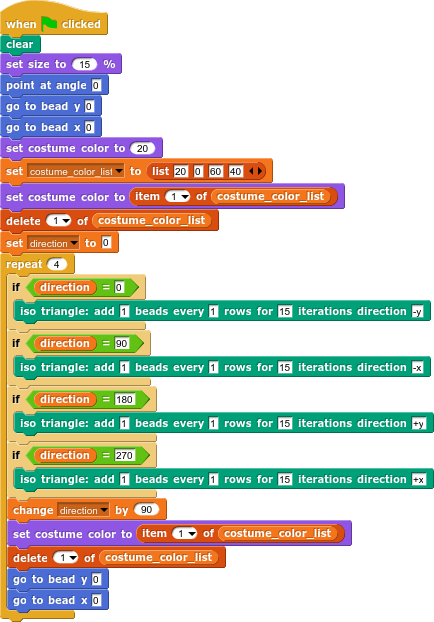 when clicked
clear
set size to 15 %
point at angle 0
go to bead y 0
go to bead x 0
set costume color to 20
set costume_color_list to list 20 0 60 40
set costume color to item 1 of costume_color_list
delete 1 of costume_color_list
set direction to 0
repeat 4
if direction = 0
iso triangle: add 1 beads every 1 rows for 15 iterations direction -y
if direction = 90
iso triangle: add 1 beads every 1 rows for 15 iterations direction -x
if direction = 180
iso triangle: add 1 beads every 1 rows for 15 iterations direction +y
if direction = 270
iso triangle: add 1 beads every 1 rows for 15 iterations direction +x
change direction by 90
set costume color to item 1 of costume_color_list
delete 1 of costume_color_list
go to bead y 0
go to bead x 0